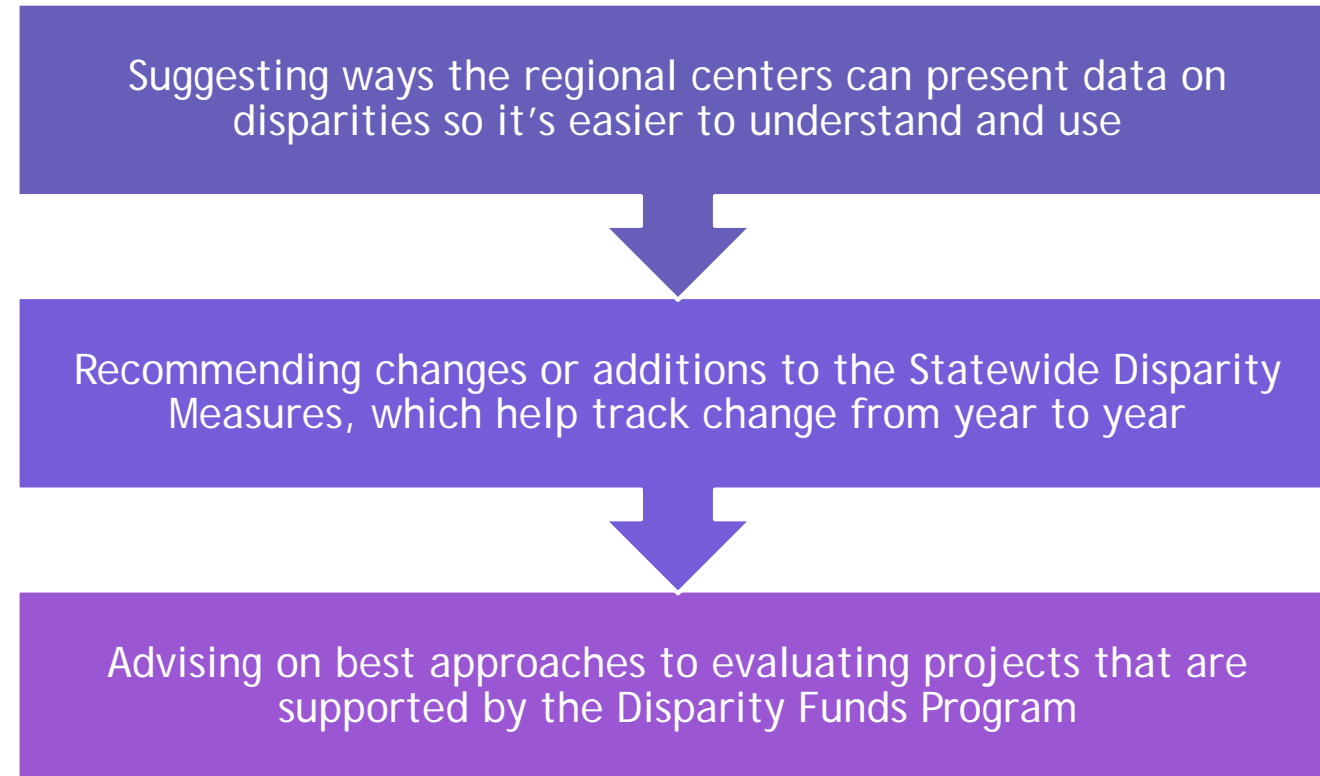 Suggesting ways the regional centers can present data on
disparities so it's easier to understand and use
Recommending changes or additions to the Statewide Disparity
Measures, which help track change from year to year
Advising on best approaches to evaluating projects that are
supported by the Disparity Funds Program